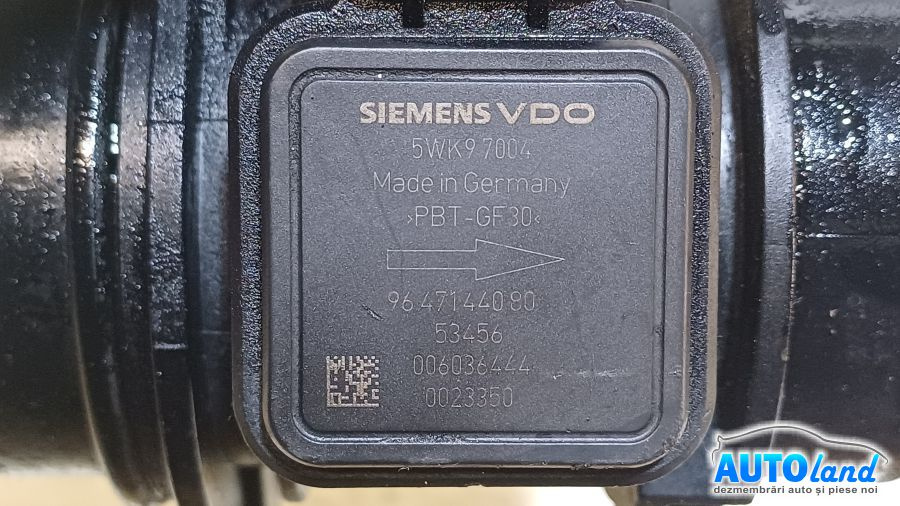 SIEMENS VDO
5WK9 7004
Made in Germany
>PBT-GF30<
96 471440 80
53456
006036444
0023350
AUTOland
dezmembrări auto și piese noi